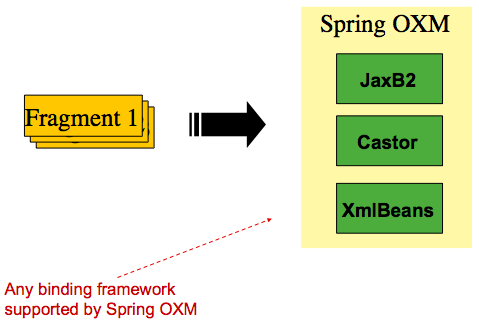 Spring OXM
JaxB2
Fragment 1
Castor
XmlBeans
Any binding framework
supported by Spring OXM